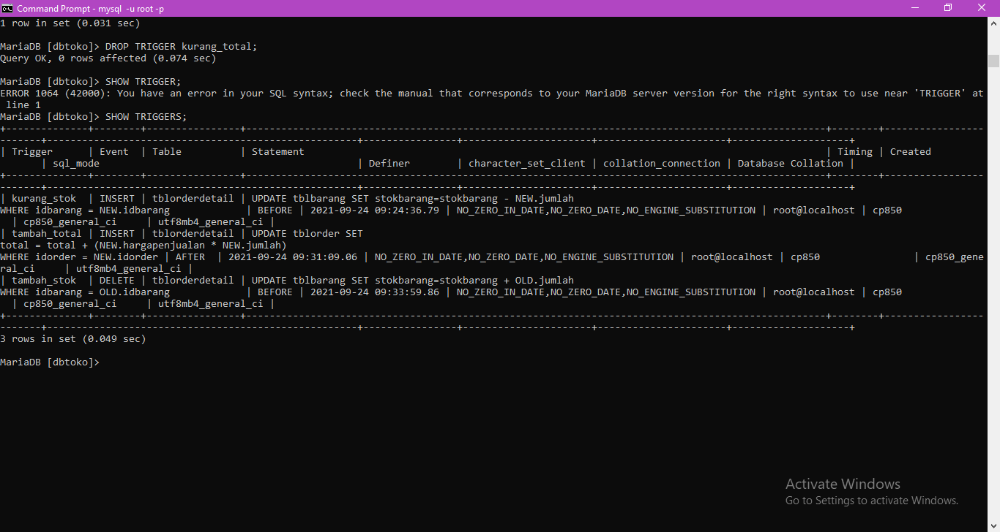 Command Prompt - mysql -u root -p
1 row in set (0.031 sec)
MariaDB [dbtoko]> DROP TRIGGER kurang_total;
Query OK, 0 rows affected (0.074 sec)
MariaDB [dbtoko]> SHOW TRIGGER;
ERROR 1064 (42000): You have an error in your SQL syntax; check the manual that corresponds to your MariaDB server version for the right syntax to use near 'TRIGGER' at
line 1
MariaDB [dbtoko]> SHOW TRIGGERS;
| Trigger | Event | Table | Statement | Timing | Created
| sql_mode | Definer | character_set_client | collation_connection | Database Collation |
| kurang_stok | INSERT | tblorderdetail | UPDATE tblbarang SET stokbarang=stokbarang - NEW.jumlah
WHERE idbarang = NEW.idbarang | BEFORE | 2021-09-24 09:24:36.79 | NO_ZERO_IN_DATE,NO_ZERO_DATE,NO_ENGINE_SUBSTITUTION | root@localhost | cp850
| cp850_general_ci | utf8mb4_general_ci |
| tambah_total | INSERT | tblorderdetail | UPDATE tblorder SET
total = total + (NEW.hargapenjualan * NEW.jumlah)
WHERE idorder = NEW.idorder | AFTER | 2021-09-24 09:31:09.06 | NO_ZERO_IN_DATE,NO_ZERO_DATE,NO_ENGINE_SUBSTITUTION | root@localhost | cp850 | cp850_gene
ral_ci | utf8mb4_general_ci |
| tambah_stok | DELETE | tblorderdetail | UPDATE tblbarang SET stokbarang=stokbarang + OLD.jumlah
WHERE idbarang = OLD.idbarang | BEFORE | 2021-09-24 09:33:59.86 | NO_ZERO_IN_DATE,NO_ZERO_DATE,NO_ENGINE_SUBSTITUTION | root@localhost | cp850
| cp850_general_ci | utf8mb4_general_ci |
3 rows in set (0.049 sec)
MariaDB [dbtoko]>
Activate Windows
Go to Settings to activate Windows.